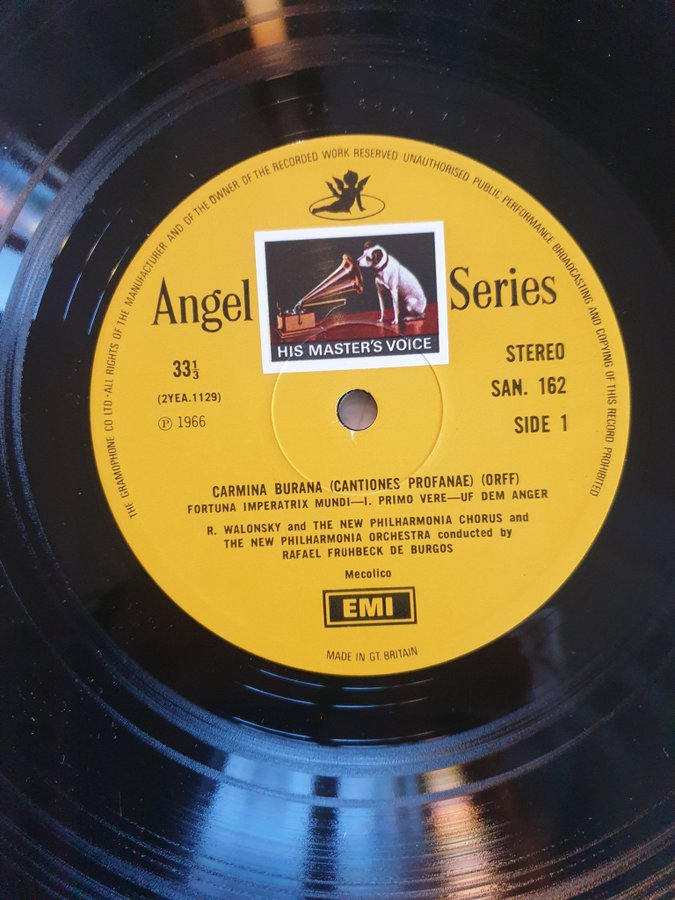 THE GRAMOPHONE CO LTD · ALL RIGHTS OF THE MANUFACTURER AND OF THE OWNER OF THE RECORDED WORK RESERVED UNAUTHORISED PUBLIC PERFORMANCE BROADCASTING AND COPYING OF THIS RECORD PROHIBITED
Angel Series
HIS MASTER'S VOICE
33⅓
(2YEA.1129)
Ⓟ 1966
STEREO
SAN. 162
SIDE 1
CARMINA BURANA (CANTIONES PROFANAE) (ORFF)
FORTUNA IMPERATRIX MUNDI—I. PRIMO VERE—UF DEM ANGER
R. WALONSKY and THE NEW PHILHARMONIA CHORUS and
THE NEW PHILHARMONIA ORCHESTRA conducted by
RAFAEL FRUHBECK DE BURGOS
Mecolico
EMI
MADE IN GT. BRITAIN